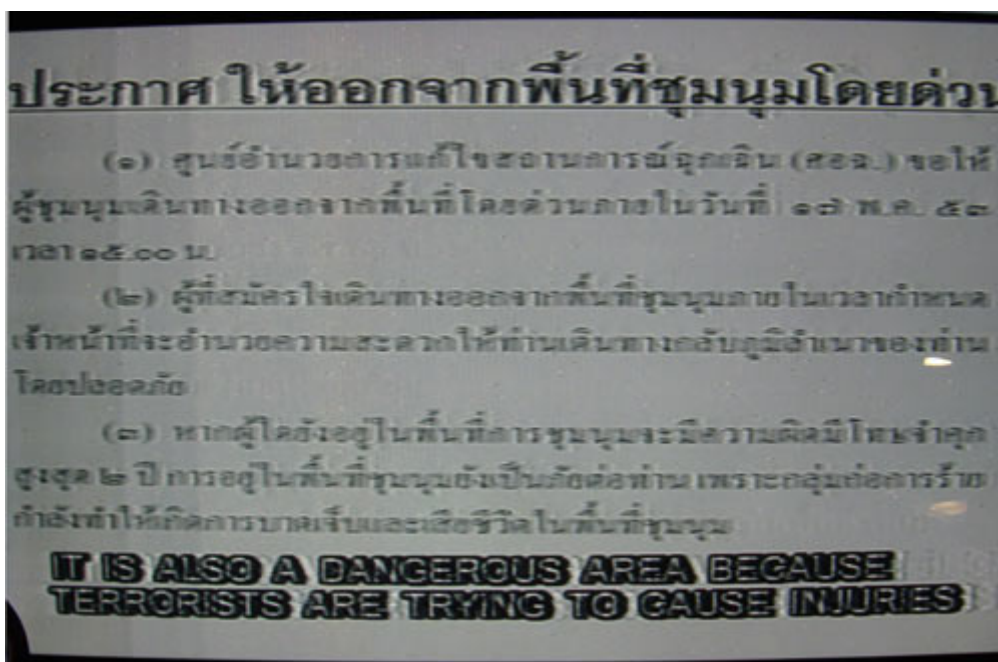 ประกาศ ให้ออกจากพื้นที่ชุมนุมโดยด่วน
(๑) ศูนย์อำนวยการแก้ไขสถานการณ์ฉุกเฉิน (ศอฉ.) ขอให้
ผู้ชุมนุมเดินทางออกจากพื้นที่โดยด่วนภายในวันที่ ๑๗ พ.ค. ๕๓
เวลา ๑๕.๐๐ น.
(๒) ผู้ที่สมัครใจเดินทางออกจากพื้นที่ชุมนุมภายในเวลากำหนด
เจ้าหน้าที่จะอำนวยความสะดวกให้ท่านเดินทางกลับภูมิลำเนาของท่าน
โดยปลอดภัย
(๓) หากผู้ใดยังอยู่ในพื้นที่การชุมนุมจะมีความผิดมีโทษจำคุก
สูงสุด ๒ ปี การอยู่ในพื้นที่ชุมนุมยังเป็นภัยต่อท่าน เพราะกลุ่มก่อการร้าย
กำลังทำให้เกิดการบาดเจ็บและเสียชีวิตในพื้นที่ชุมนุม
IT IS ALSO A DANGEROUS AREA BECAUSE
TERRORISTS ARE TRYING TO CAUSE INJURIES